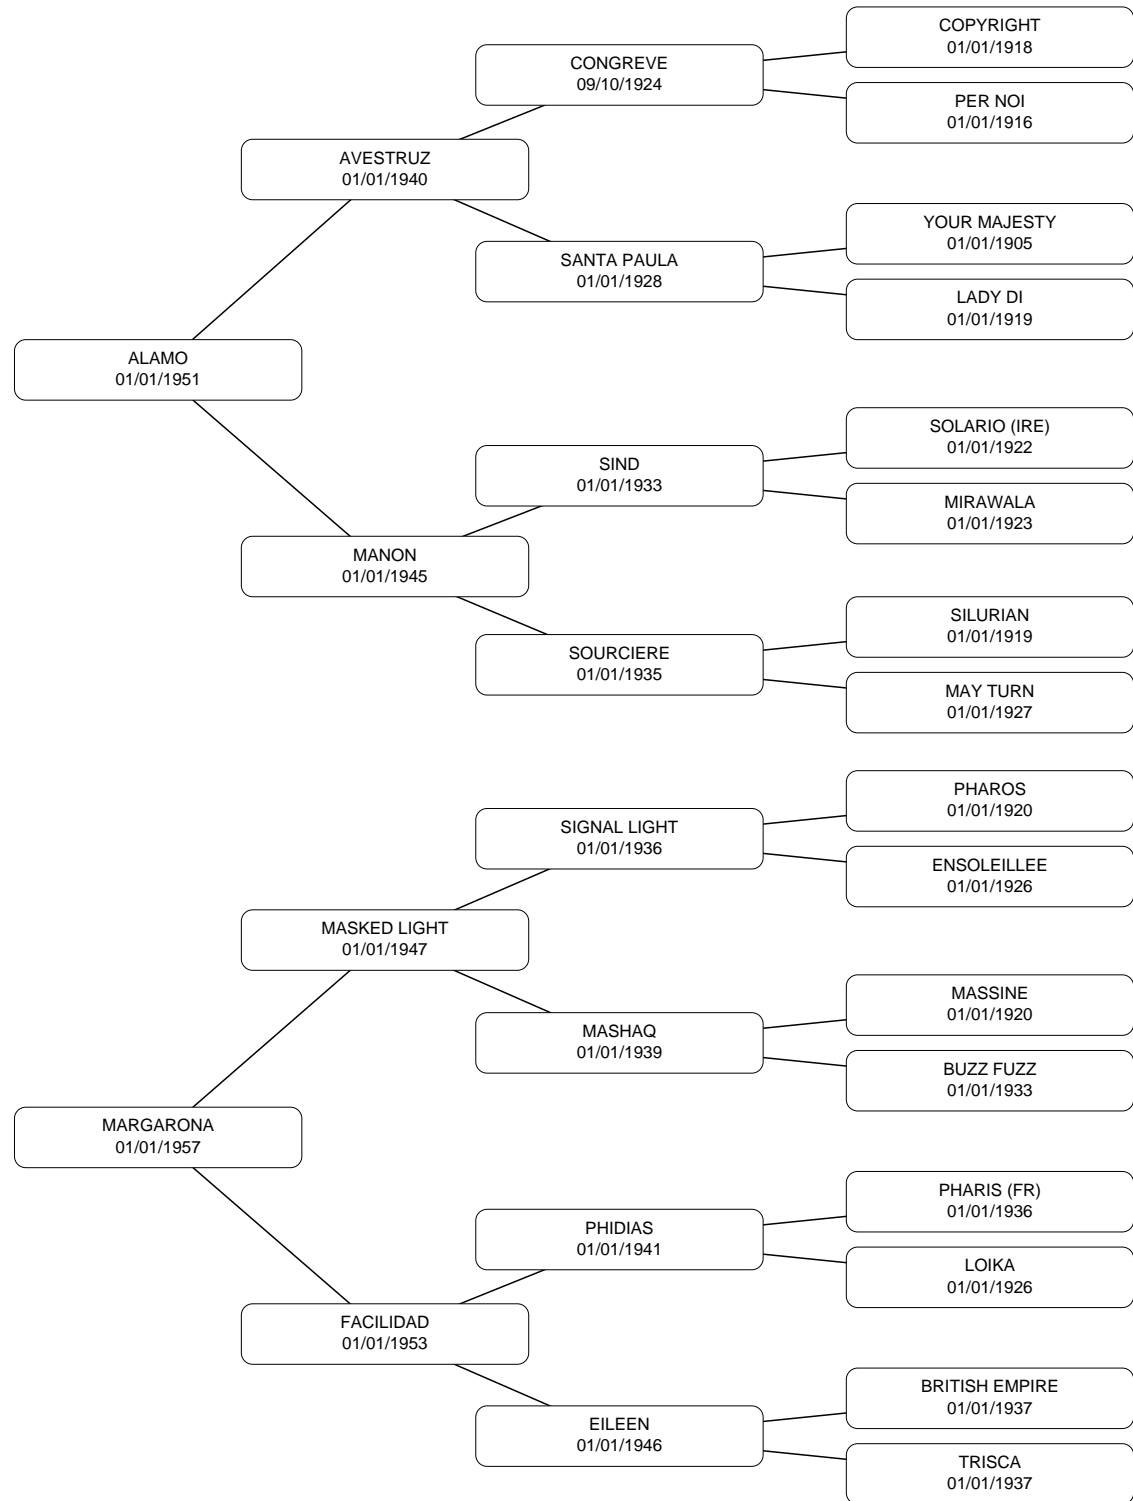 COPYRIGHT
01/01/1918
CONGREVE
09/10/1924
PER NOI
01/01/1916
AVESTRUZ
01/01/1940
YOUR MAJESTY
01/01/1905
SANTA PAULA
01/01/1928
LADY DI
01/01/1919
ALAMO
01/01/1951
SOLARIO (IRE)
01/01/1922
SIND
01/01/1933
MIRAWALA
01/01/1923
MANON
01/01/1945
SILURIAN
01/01/1919
SOURCIERE
01/01/1935
MAY TURN
01/01/1927
PHAROS
01/01/1920
SIGNAL LIGHT
01/01/1936
ENSOLEILLEE
01/01/1926
MASKED LIGHT
01/01/1947
MASSINE
01/01/1920
MASHAQ
01/01/1939
BUZZ FUZZ
01/01/1933
MARGARONA
01/01/1957
PHARIS (FR)
01/01/1936
PHIDIAS
01/01/1941
LOIKA
01/01/1926
FACILIDAD
01/01/1953
BRITISH EMPIRE
01/01/1937
EILEEN
01/01/1946
TRISCA
01/01/1937